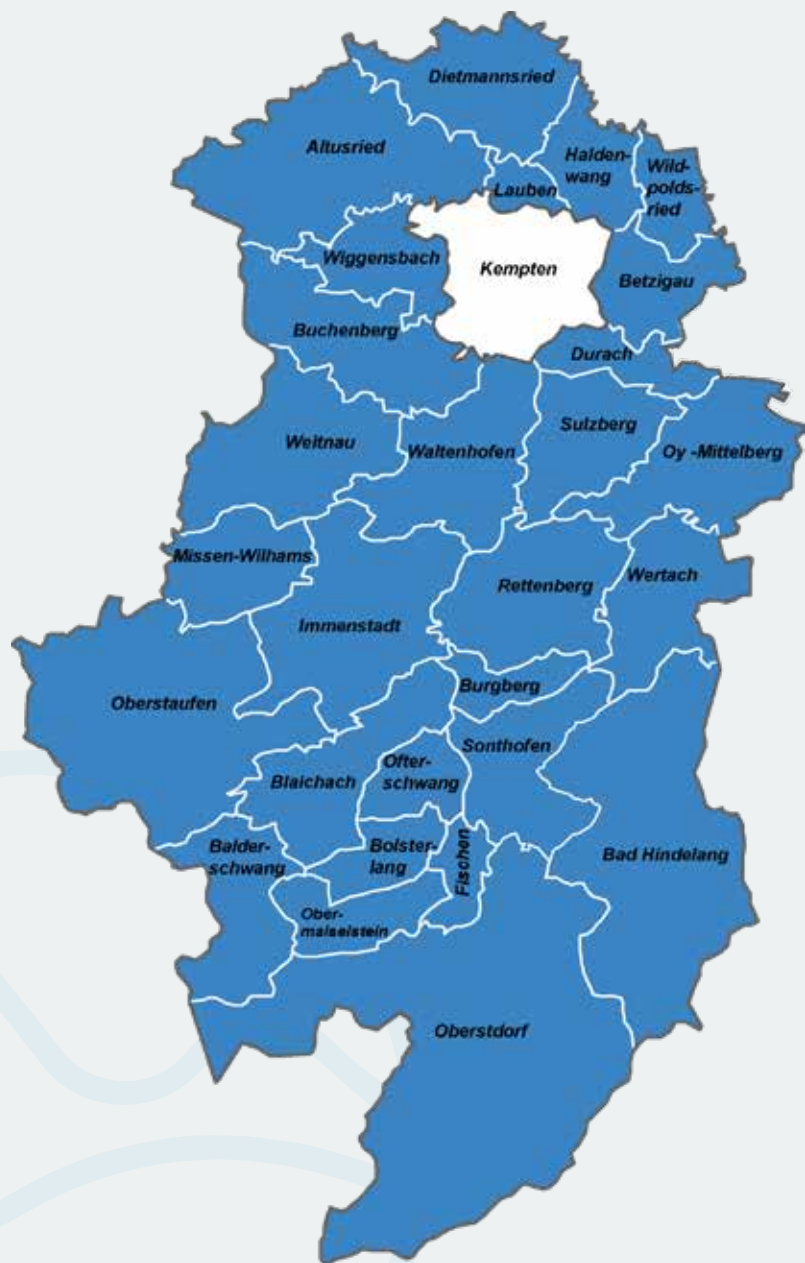 Dietmannsried
Altusried
Halden-
wang
Wild-
polds-
ried
Lauben
Wiggensbach
Kempten
Betzigau
Buchenberg
Durach
Weitnau
Waltenhofen
Sulzberg
Oy -Mittelberg
Missen-Wilhams
Rettenberg
Wertach
Immenstadt
Burgberg
Oberstaufen
Sonthofen
Ofter-
schwang
Blaichach
Balder-
schwang
Bolster-
lang
Fischen
Bad Hindelang
Ober-
maiselstein
Oberstdorf